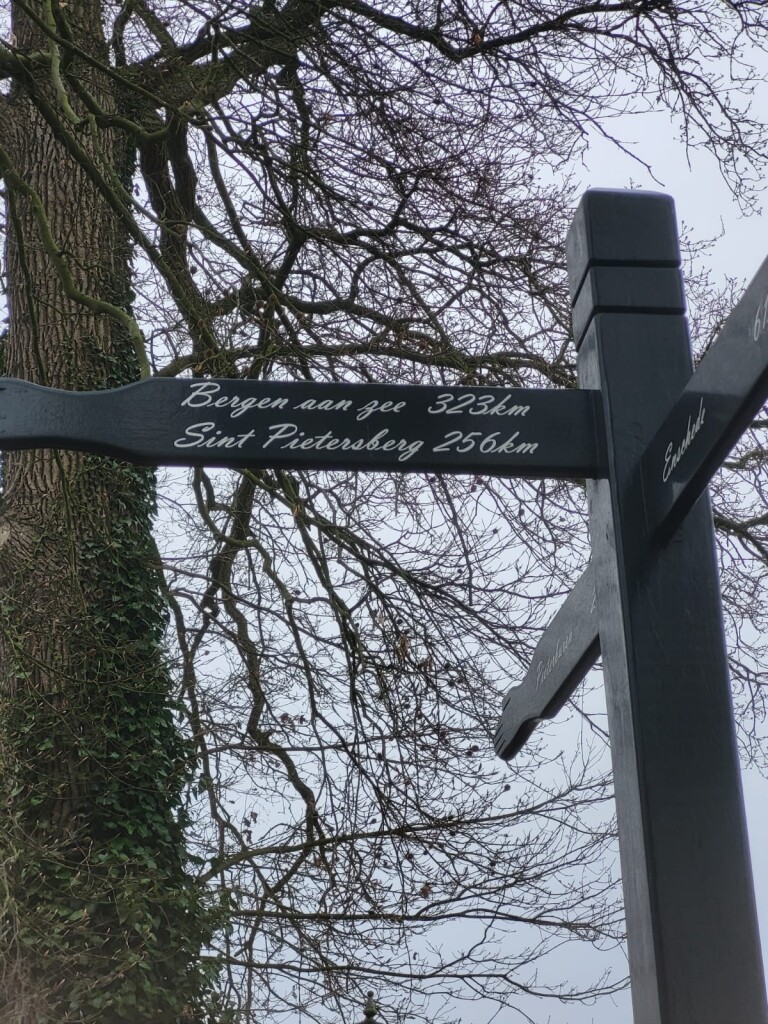 Bergen aan zee 323km
Sint Pietersberg 256km
Enschede